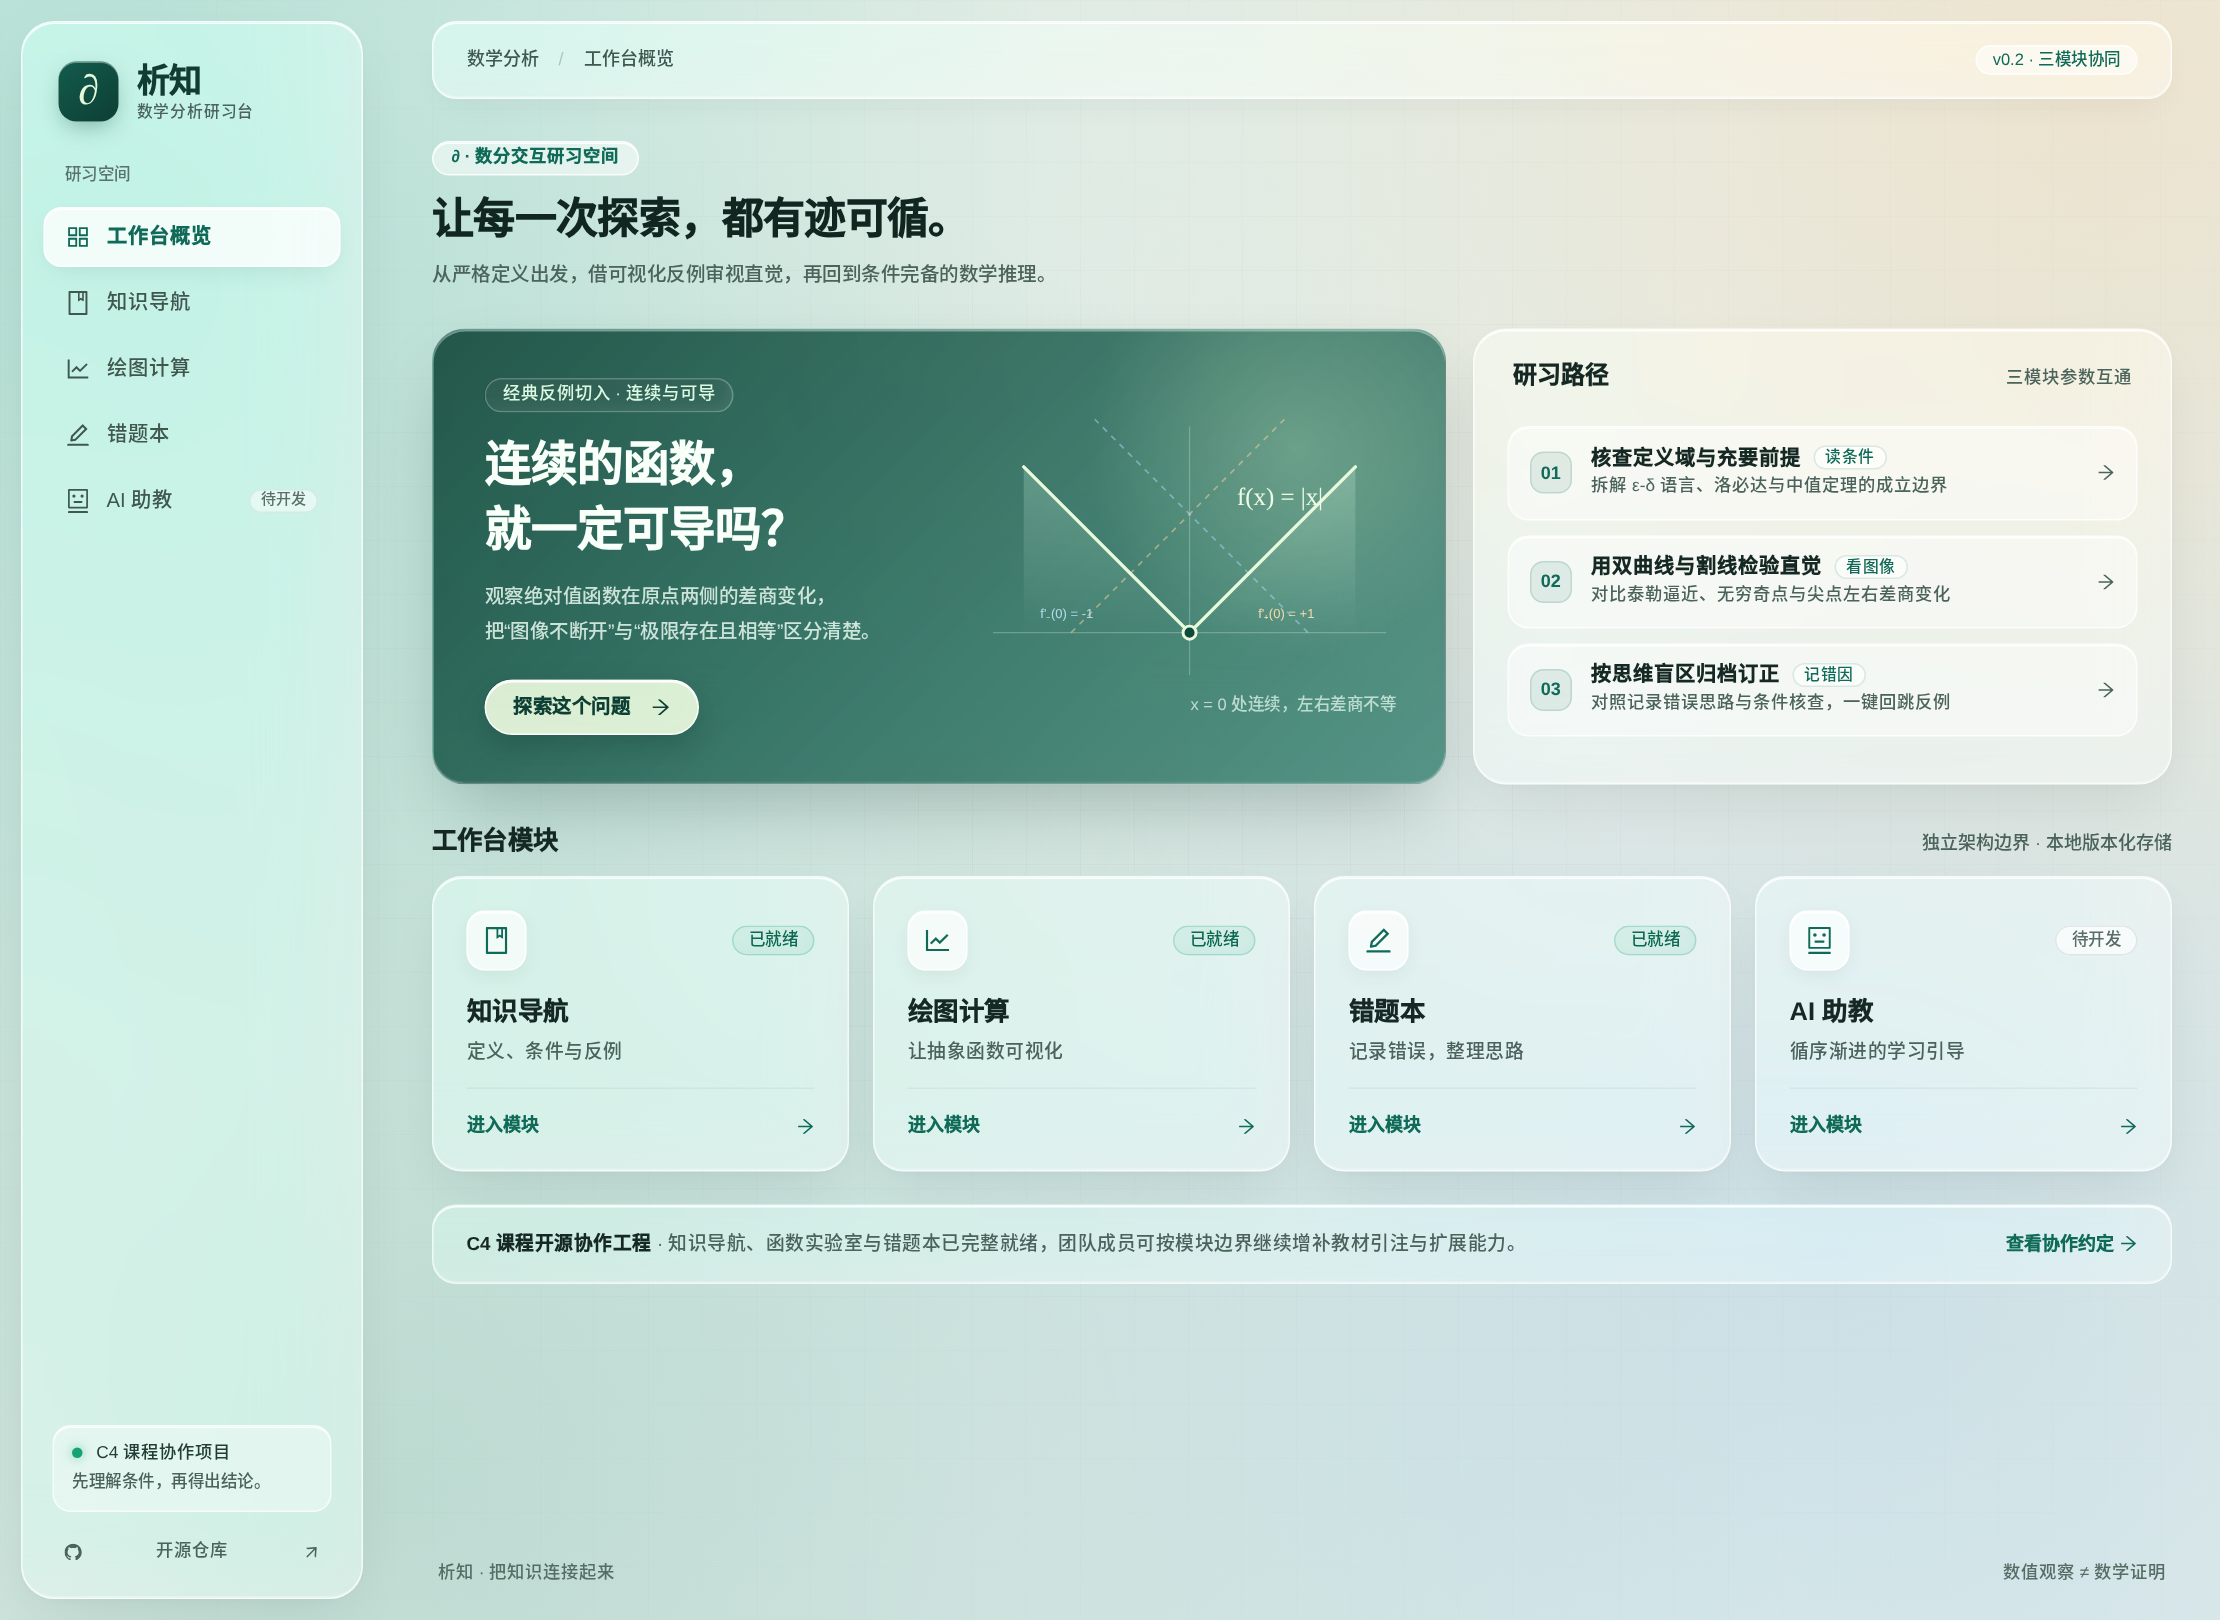 ∂
析知
数学分析研习台
研习空间
工作台概览
知识导航
绘图计算
错题本
AI 助教
待开发
C4 课程协作项目
先理解条件，再得出结论。
开源仓库
数学分析 / 工作台概览
v0.2 · 三模块协同
∂ · 数分交互研习空间
让每一次探索，都有迹可循。
从严格定义出发，借可视化反例审视直觉，再回到条件完备的数学推理。
经典反例切入 · 连续与可导
连续的函数，
就一定可导吗？
观察绝对值函数在原点两侧的差商变化，
把“图像不断开”与“极限存在且相等”区分清楚。
探索这个问题 →
f(x) = |x|
f′₋(0) = -1
f′₊(0) = +1
x = 0 处连续，左右差商不等
研习路径
三模块参数互通
01
核查定义域与充要前提 读条件
拆解 ε-δ 语言、洛必达与中值定理的成立边界
02
用双曲线与割线检验直觉 看图像
对比泰勒逼近、无穷奇点与尖点左右差商变化
03
按思维盲区归档订正 记错因
对照记录错误思路与条件核查，一键回跳反例
工作台模块
独立架构边界 · 本地版本化存储
已就绪
知识导航
定义、条件与反例
进入模块 →
已就绪
绘图计算
让抽象函数可视化
进入模块 →
已就绪
错题本
记录错误，整理思路
进入模块 →
待开发
AI 助教
循序渐进的学习引导
进入模块 →
C4 课程开源协作工程 · 知识导航、函数实验室与错题本已完整就绪，团队成员可按模块边界继续增补教材引注与扩展能力。
查看协作约定 →
析知 · 把知识连接起来
数值观察 ≠ 数学证明